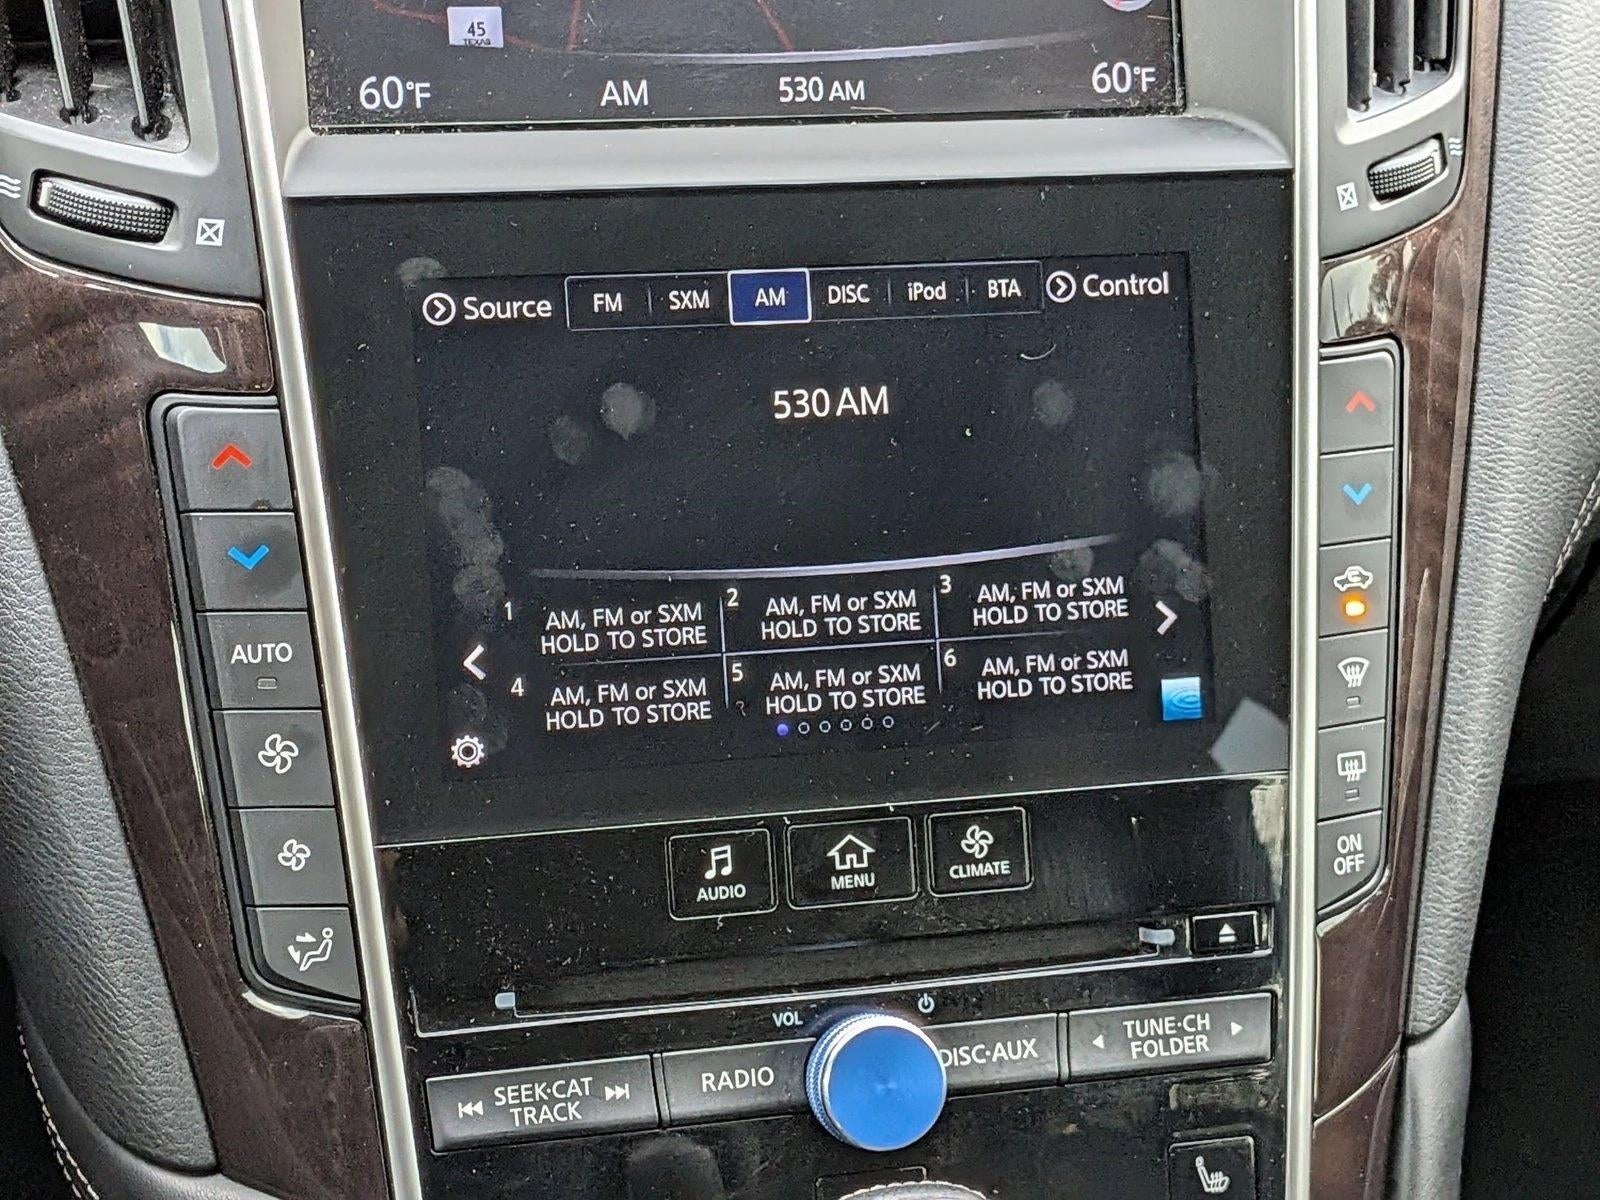 45
TEXAS
60°F AM 530 AM 60°F
Source FM SXM AM DISC iPod BTA Control
530 AM
1 AM, FM or SXM
HOLD TO STORE
2 AM, FM or SXM
HOLD TO STORE
3 AM, FM or SXM
HOLD TO STORE
4 AM, FM or SXM
HOLD TO STORE
5 AM, FM or SXM
HOLD TO STORE
6 AM, FM or SXM
HOLD TO STORE
AUTO
ON
OFF
AUDIO
MENU
CLIMATE
VOL
SEEK·CAT
TRACK
RADIO
DISC·AUX
TUNE·CH
FOLDER